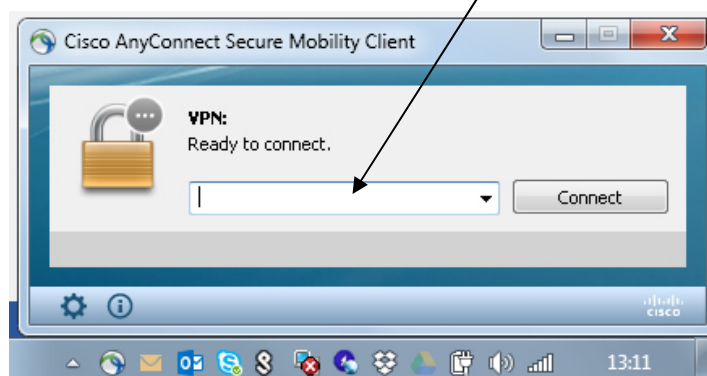 Cisco AnyConnect Secure Mobility Client
VPN:
Ready to connect.
Connect
CISCO
13:11